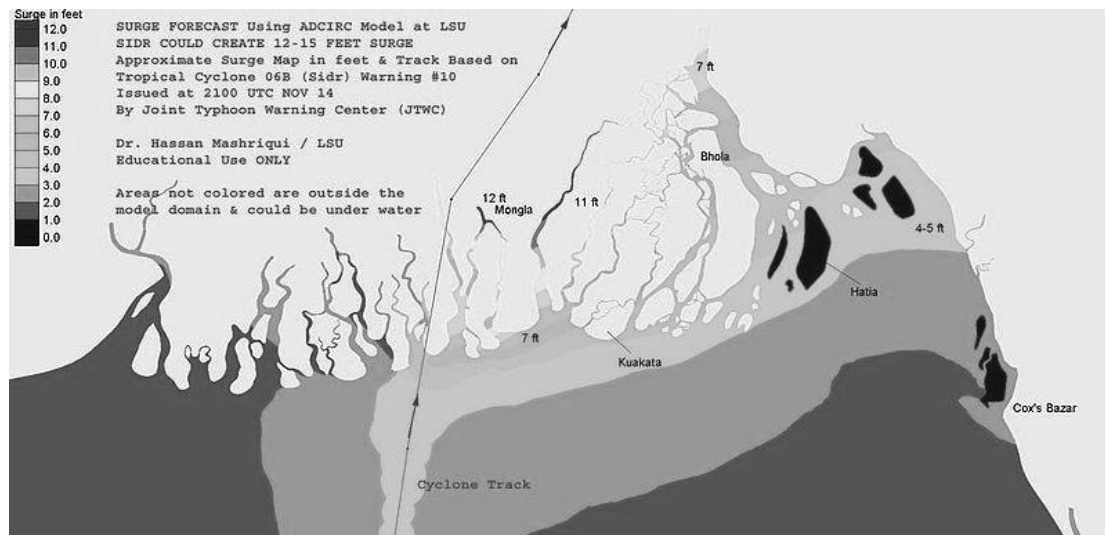 Surge in feet
12.0
11.0
10.0
9.0
8.0
7.0
6.0
5.0
4.0
3.0
2.0
1.0
0.0
SURGE FORECAST Using ADCIRC Model at LSU
SIDR COULD CREATE 12-15 FEET SURGE
Approximate Surge Map in feet & Track Based on
Tropical Cyclone 06B (Sidr) Warning #10
Issued at 2100 UTC NOV 14
By Joint Typhoon Warning Center (JTWC)
Dr. Hassan Mashriqui / LSU
Educational Use ONLY
Areas not colored are outside the
model domain & could be under water
7 ft
Bhola
12 ft
Mongla
11 ft
4-5 ft
Hatia
7 ft
Kuakata
Cox's Bazar
Cyclone Track